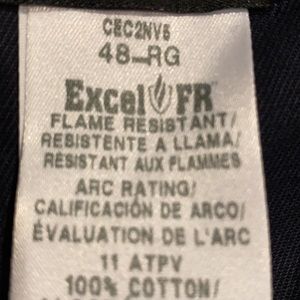 CEC2NV5
48-RG
Excel FR
FLAME RESISTANT/
RESISTENTE A LLAMA/
RÉSISTANT AUX FLAMMES
ARC RATING/
CALIFICACIÓN DE ARCO/
ÉVALUATION DE L'ARC
11 ATPV
100% COTTON/